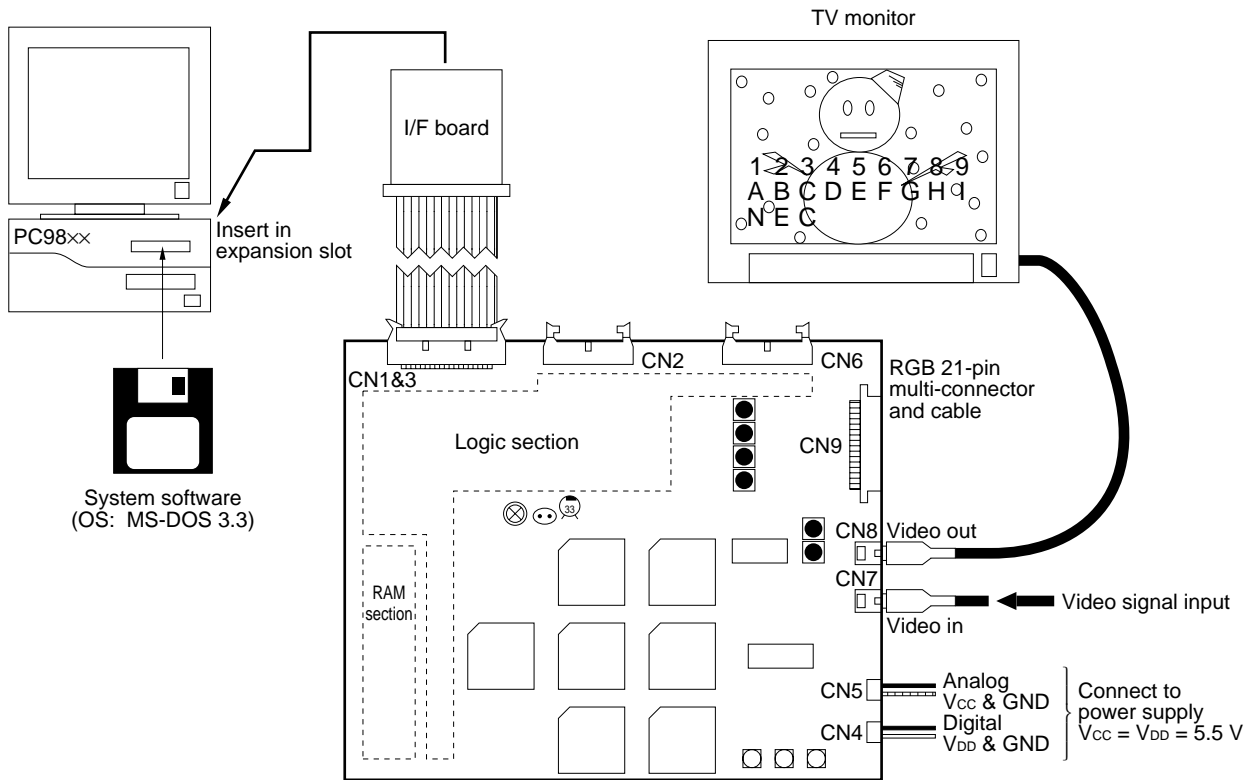 TV monitor
I/F board
1 2 3 4 5 6 7 8 9
A B C D E F G H I
N E C
PC98××
Insert in
expansion slot
CN1&3
CN2
CN6
RGB 21-pin
multi-connector
and cable
Logic section
CN9
System software
(OS: MS-DOS 3.3)
33
CN8
Video out
RAM
section
CN7
Video signal input
Video in
CN5
Analog
VCC & GND
CN4
Digital
VDD & GND
Connect to
power supply
VCC = VDD = 5.5 V